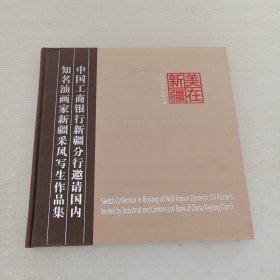 中国工商银行新疆分行邀请国内
知名油画家新疆采风写生作品集
美在
新疆
Sketch Collection in Xinjiang of Well-known Domestic Oil Painters
Invited by Industrial and Commercial Bank of China Xinjiang Branch